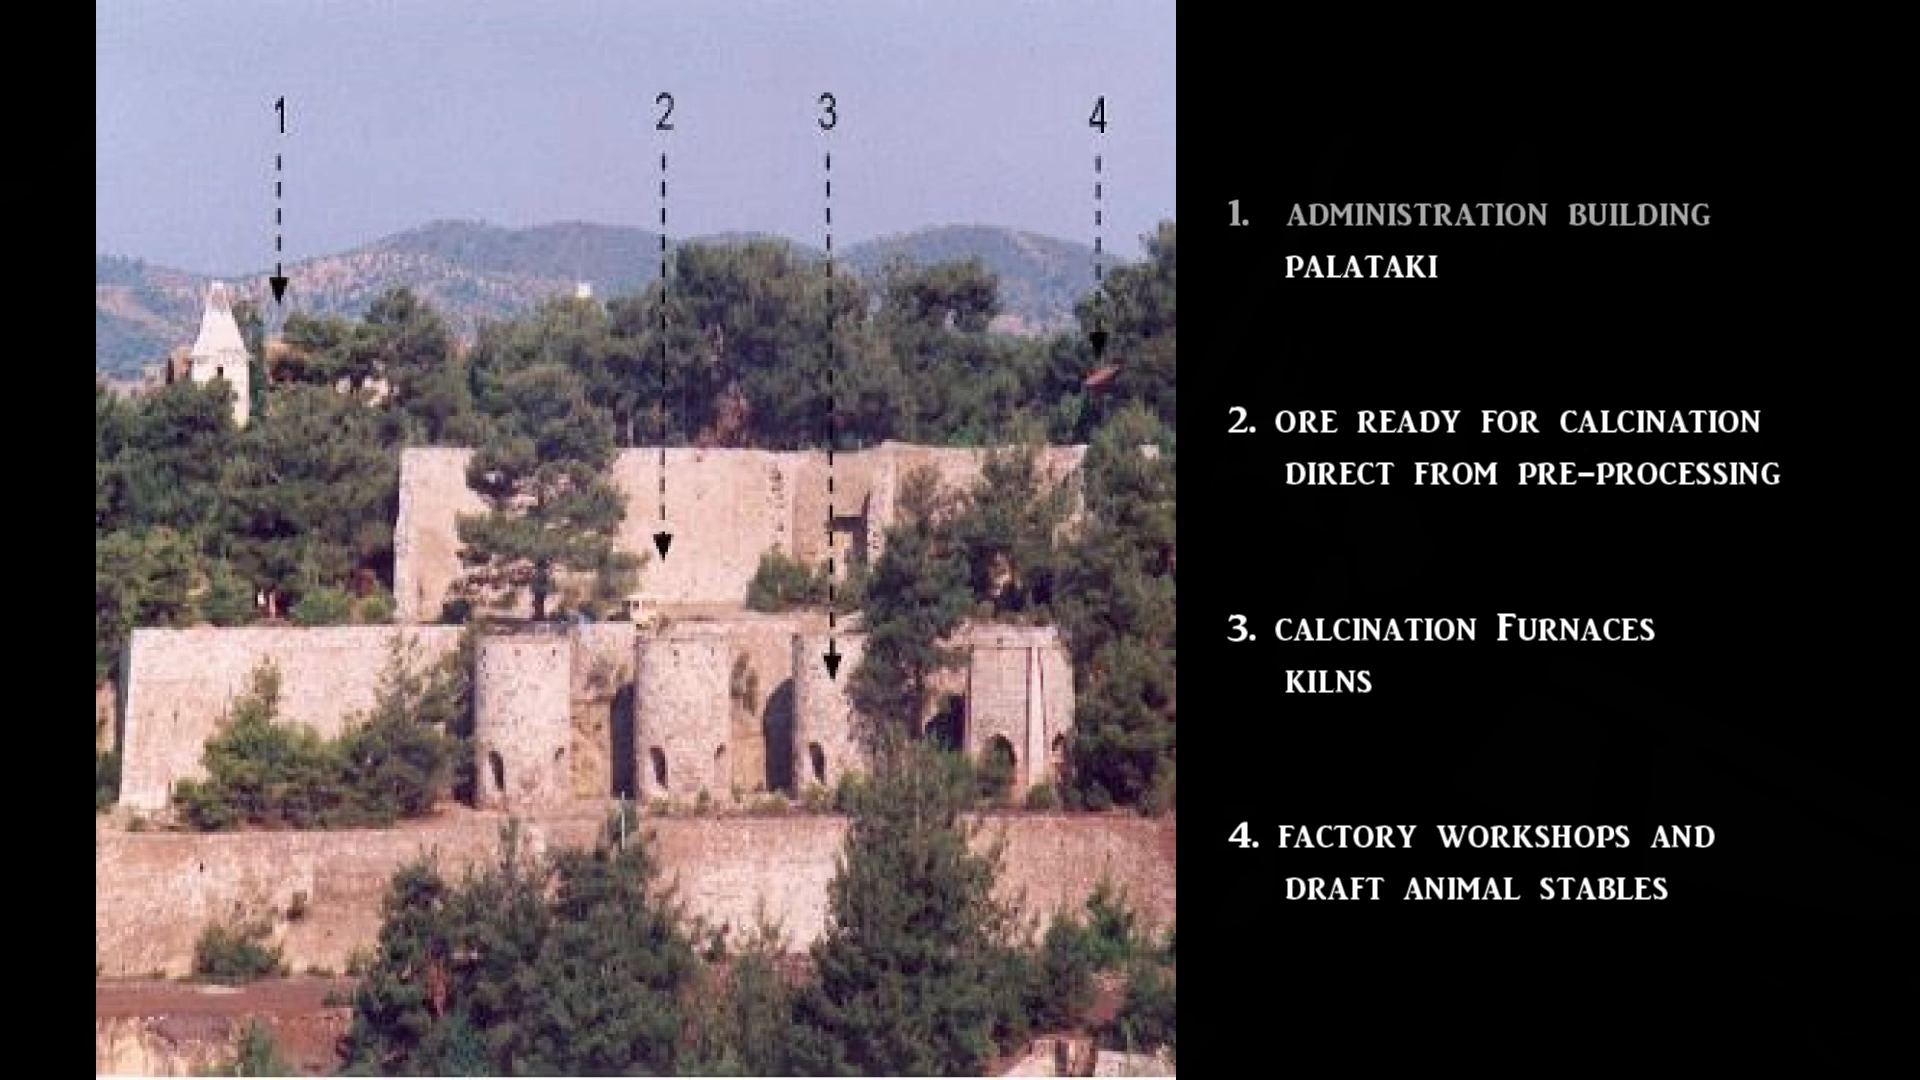 1 2 3 4
1. ADMINISTRATION BUILDING
PALATAKI
2. ORE READY FOR CALCINATION
DIRECT FROM PRE-PROCESSING
3. CALCINATION FURNACES
KILNS
4. FACTORY WORKSHOPS AND
DRAFT ANIMAL STABLES